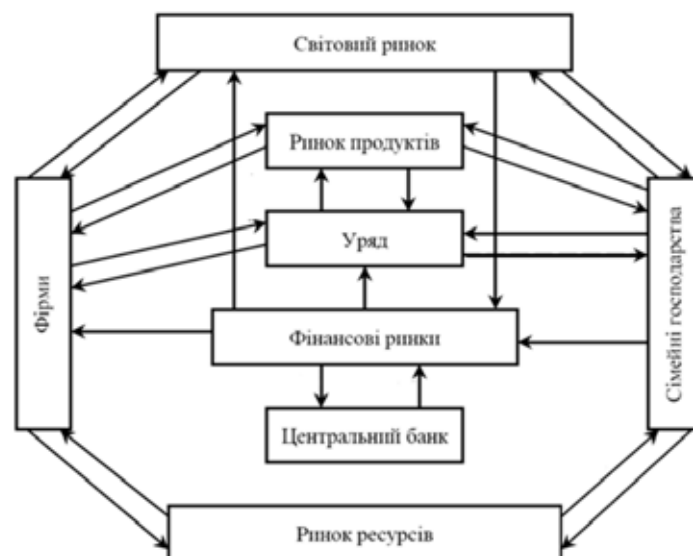 Світовий ринок
Ринок продуктів
Уряд
Фірми
Сімейні господарства
Фінансові ринки
Центральний банк
Ринок ресурсів